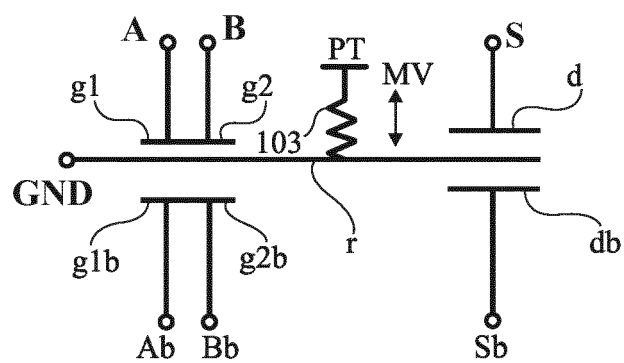 A B PT S
g1 g2 MV d
103
GND
r
g1b g2b db
Ab Bb Sb